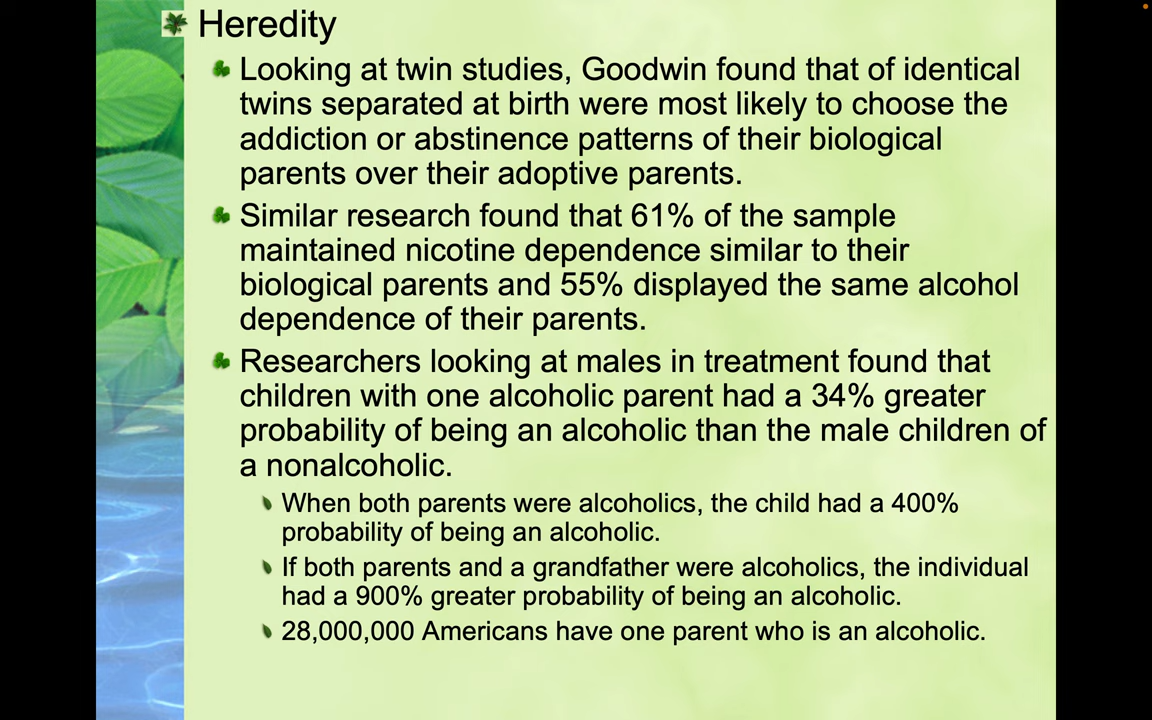 Heredity
Looking at twin studies, Goodwin found that of identical
twins separated at birth were most likely to choose the
addiction or abstinence patterns of their biological
parents over their adoptive parents.
Similar research found that 61% of the sample
maintained nicotine dependence similar to their
biological parents and 55% displayed the same alcohol
dependence of their parents.
Researchers looking at males in treatment found that
children with one alcoholic parent had a 34% greater
probability of being an alcoholic than the male children of
a nonalcoholic.
When both parents were alcoholics, the child had a 400%
probability of being an alcoholic.
If both parents and a grandfather were alcoholics, the individual
had a 900% greater probability of being an alcoholic.
28,000,000 Americans have one parent who is an alcoholic.